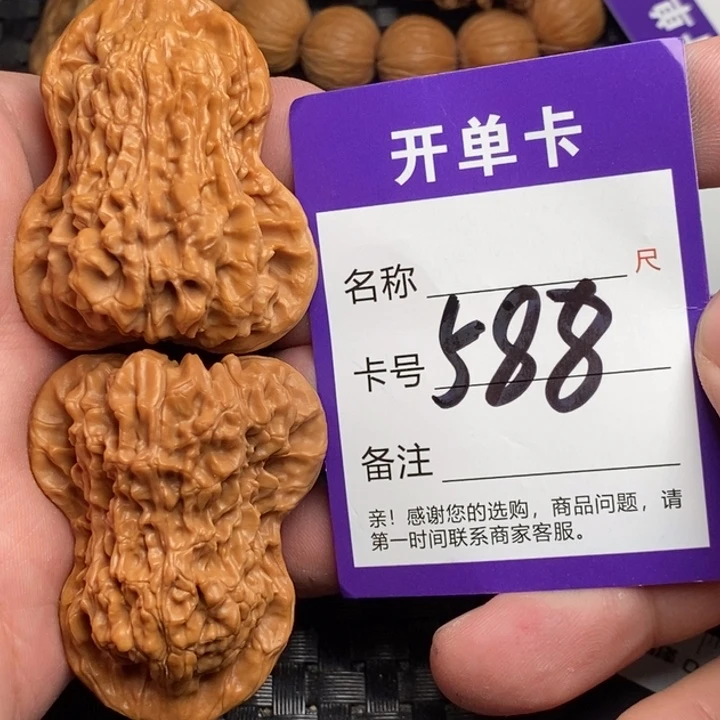 开单卡
名称
尺
卡号 588
备注
亲！感谢您的选购，商品问题，请
第一时间联系商家客服。